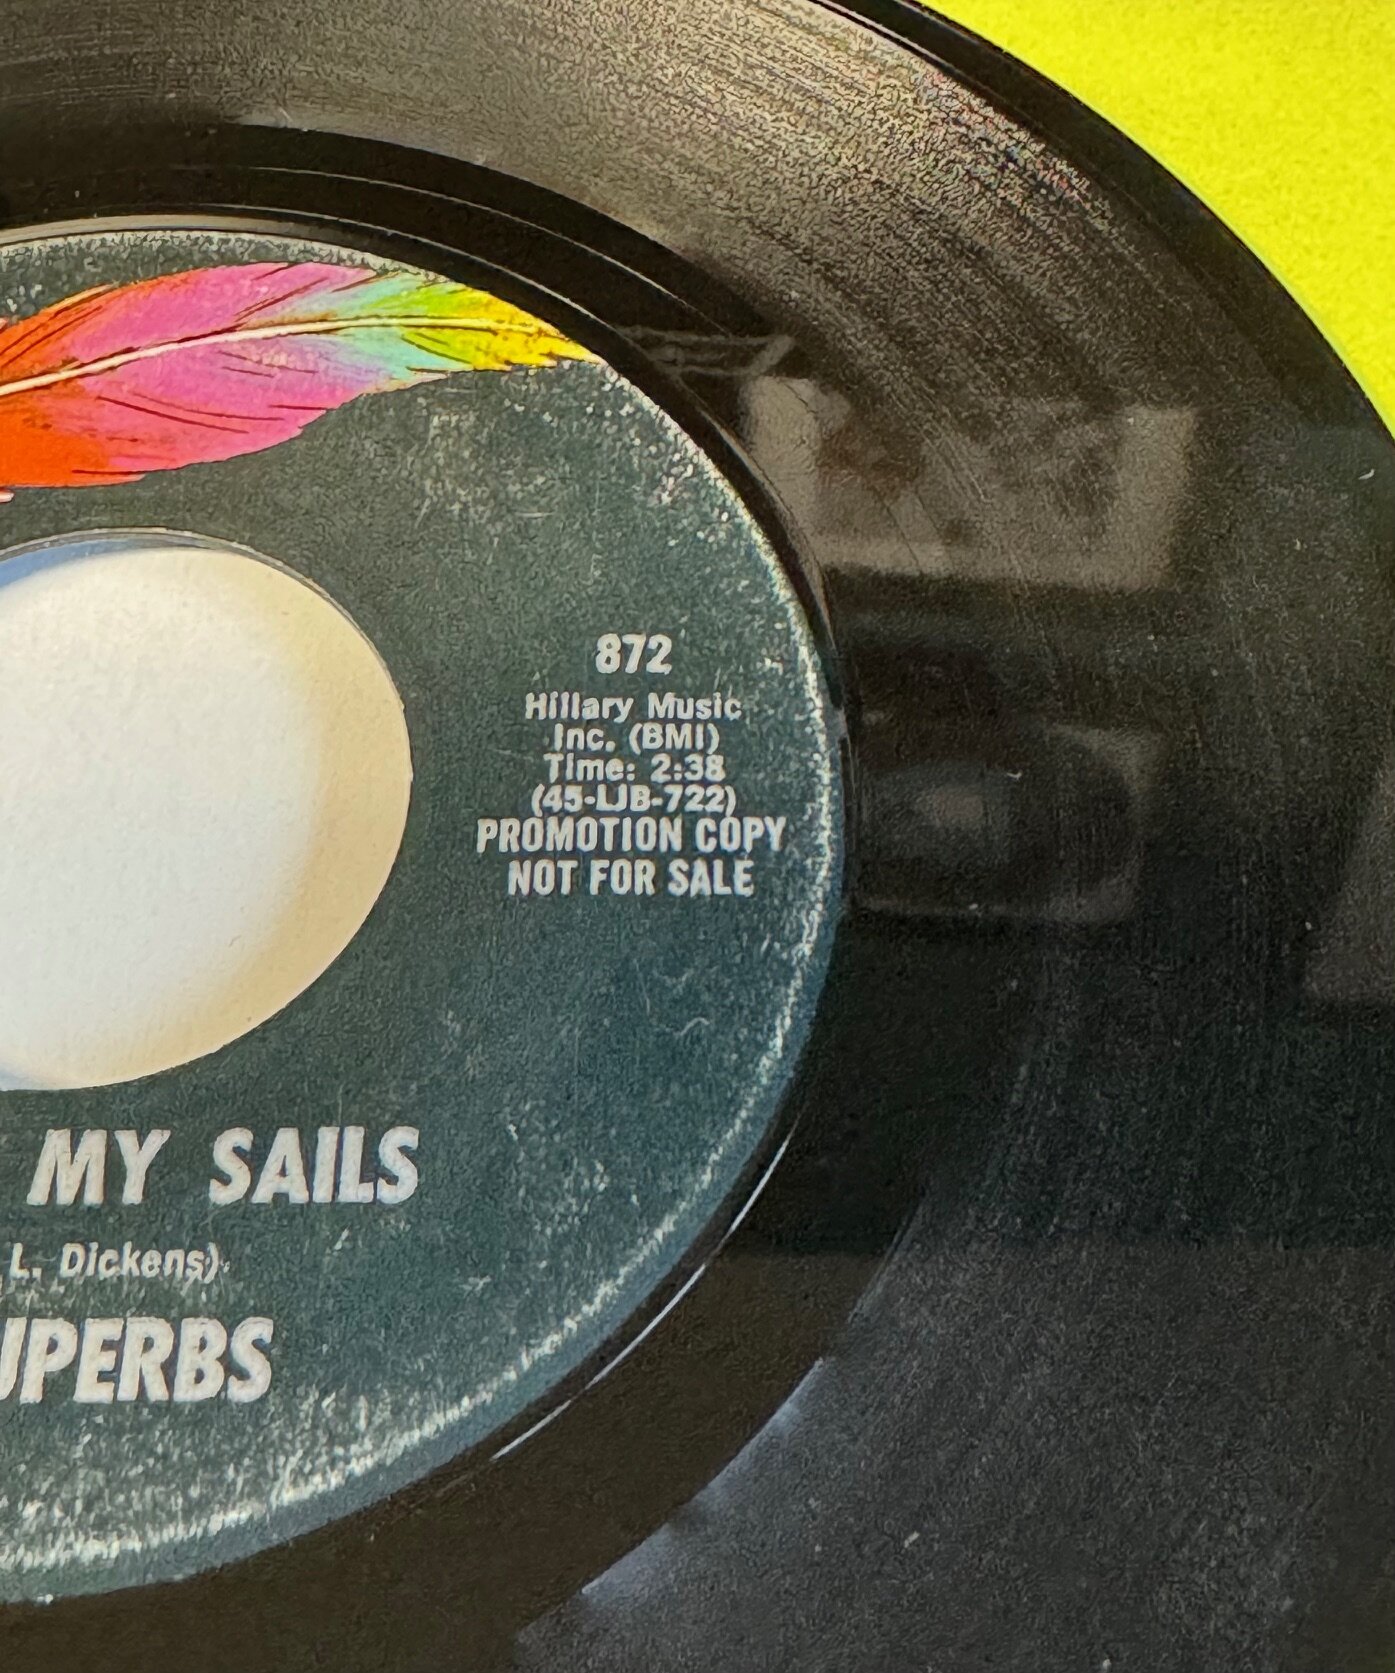 872
Hillary Music
Inc. (BMI)
Time: 2:38
(45-LJB-722)
PROMOTION COPY
NOT FOR SALE
MY SAILS
L. Dickens)
UPERBS